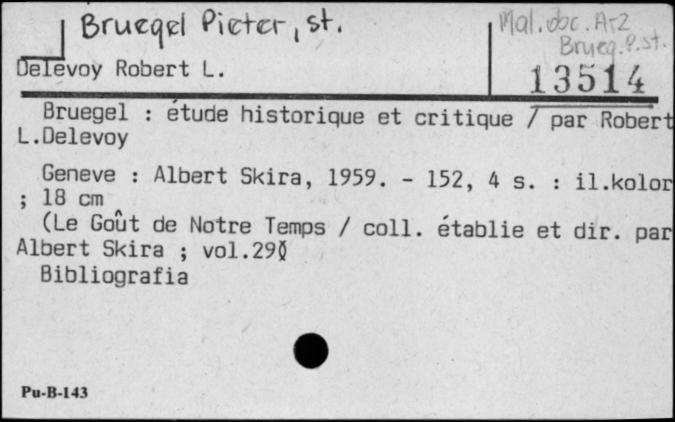 Bruegel Pieter, st.
Mal.obc. A-Z
Brueg.P.st.
Delevoy Robert L.
13514
Bruegel : étude historique et critique / par Robert
L.Delevoy
Geneve : Albert Skira, 1959. - 152, 4 s. : il.kolor
; 18 cm
(Le Goût de Notre Temps / coll. établie et dir. par
Albert Skira ; vol.29)
Bibliografia
Pu-B-143